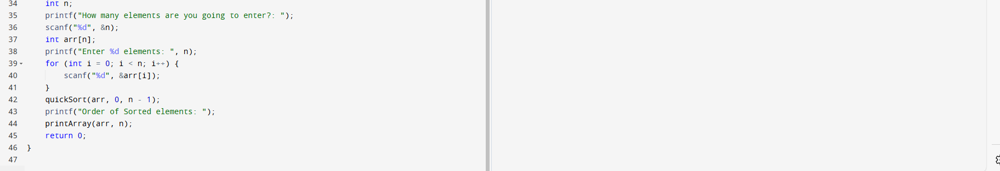 34 int n;
35 printf("How many elements are you going to enter?: ");
36 scanf("%d", &n);
37 int arr[n];
38 printf("Enter %d elements: ", n);
39 for (int i = 0; i < n; i++) {
40 scanf("%d", &arr[i]);
41 }
42 quickSort(arr, 0, n - 1);
43 printf("Order of Sorted elements: ");
44 printArray(arr, n);
45 return 0;
46 }
47